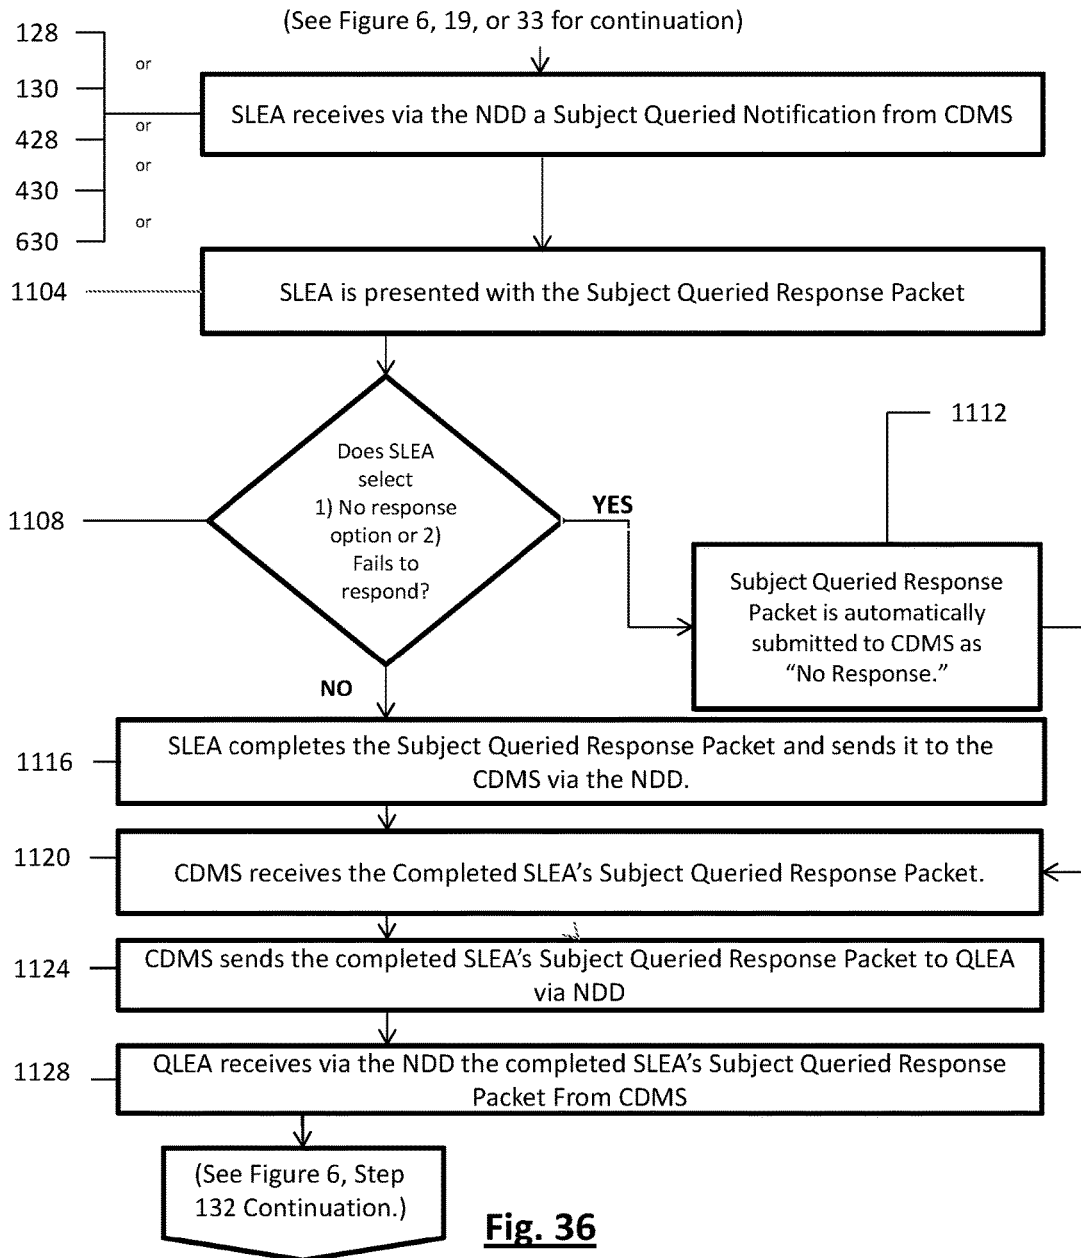 (See Figure 6, 19, or 33 for continuation)
128
or
130
SLEA receives via the NDD a Subject Queried Notification from CDMS
or
428
or
430
or
630
1104
SLEA is presented with the Subject Queried Response Packet
1112
Does SLEA
select
1) No response
option or 2)
Fails to
respond?
1108
YES
Subject Queried Response
Packet is automatically
submitted to CDMS as
“No Response.”
NO
1116
SLEA completes the Subject Queried Response Packet and sends it to the
CDMS via the NDD.
1120
CDMS receives the Completed SLEA’s Subject Queried Response Packet.
1124
CDMS sends the completed SLEA’s Subject Queried Response Packet to QLEA
via NDD
1128
QLEA receives via the NDD the completed SLEA’s Subject Queried Response
Packet From CDMS
(See Figure 6, Step
132 Continuation.)
Fig. 36